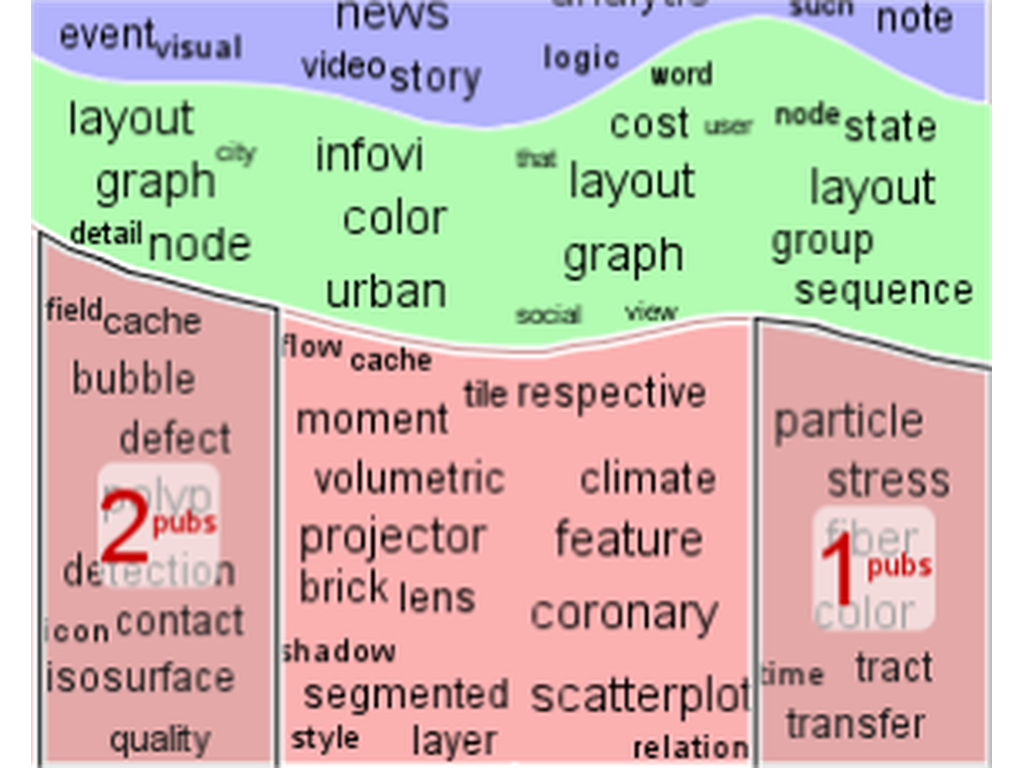 news
such
note
event visual
logic
video story
word
layout
cost user
node state
city
infovi
that
layout
layout
graph
color
group
detail node
graph
urban
sequence
social
view
field cache
flow cache
bubble
tile respective
moment
particle
defect
volumetric
climate
stress
polyp
2 pubs
projector
feature
fiber
1 pubs
detection
brick lens
coronary
color
icon contact
shadow
time tract
isosurface
segmented
scatterplot
transfer
quality
style
layer
relation